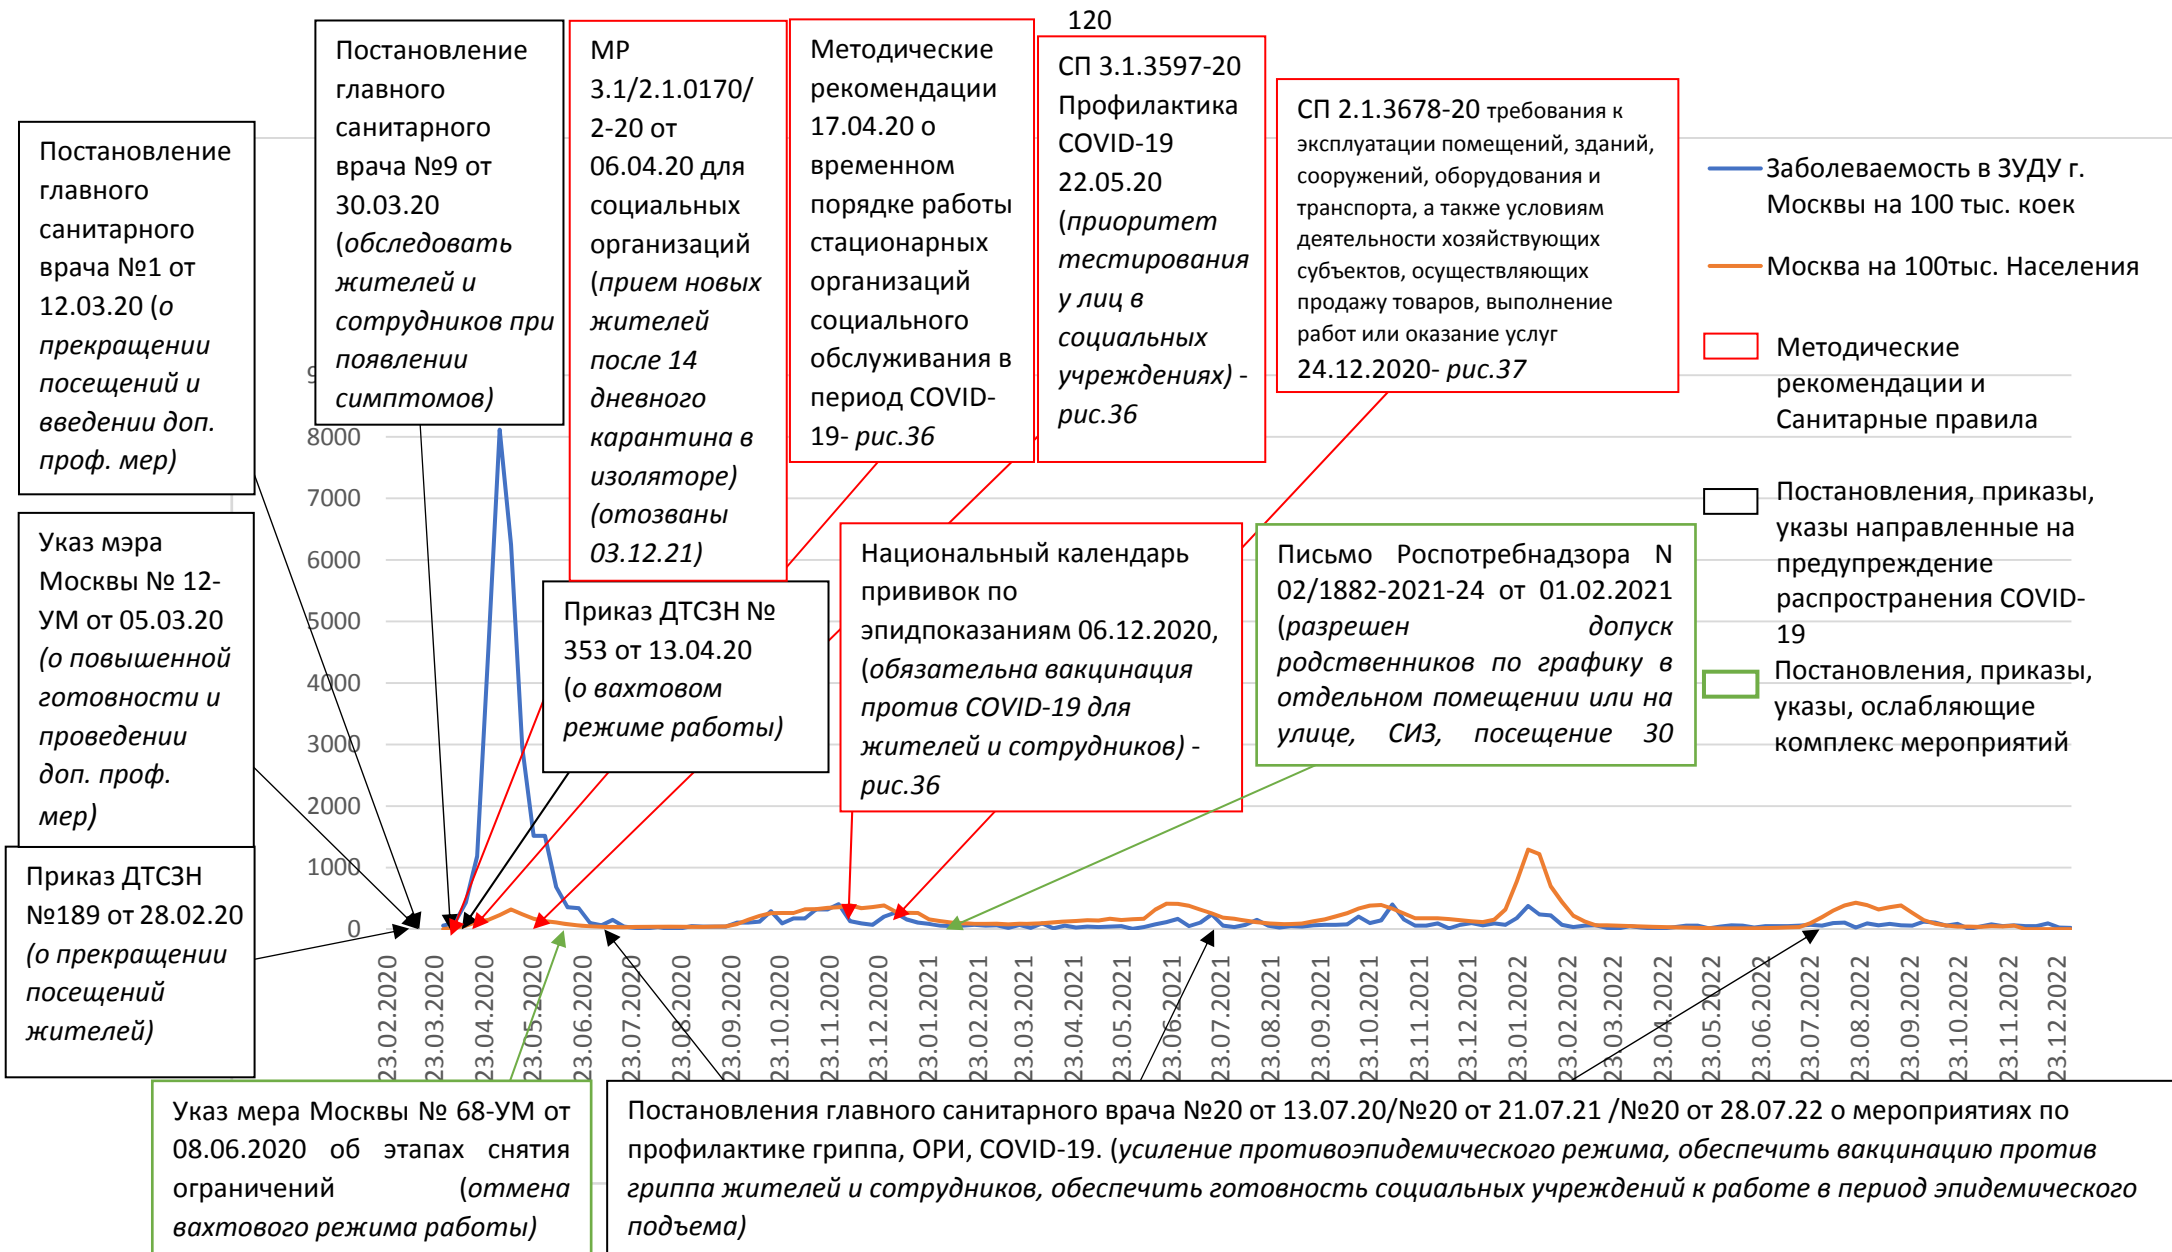 120
Постановление
главного
санитарного
врача №1 от
12.03.20 (о
прекращении
посещений и
введении доп.
проф. мер)
Указ мэра
Москвы № 12-
УМ от 05.03.20
(о повышенной
готовности и
проведении
доп. проф.
мер)
Приказ ДТСЗН
№189 от 28.02.20
(о прекращении
посещений
жителей)
Постановление
главного
санитарного
врача №9 от
30.03.20
(обследовать
жителей и
сотрудников при
появлении
симптомов)
МР
3.1/2.1.0170/
2-20 от
06.04.20 для
социальных
организаций
(прием новых
жителей
после 14
дневного
карантина в
изоляторе)
(отозваны
03.12.21)
Методические
рекомендации
17.04.20 о
временном
порядке работы
стационарных
организаций
социального
обслуживания в
период COVID-
19- рис.36
СП 3.1.3597-20
Профилактика
COVID-19
22.05.20
(приоритет
тестирования
у лиц в
социальных
учреждениях) -
рис.36
СП 2.1.3678-20 требования к
эксплуатации помещений, зданий,
сооружений, оборудования и
транспорта, а также условиям
деятельности хозяйствующих
субъектов, осуществляющих
продажу товаров, выполнение
работ или оказание услуг
24.12.2020- рис.37
Заболеваемость в ЗУДУ г.
Москвы на 100 тыс. коек
Москва на 100тыс. Населения
Методические
рекомендации и
Санитарные правила
Постановления, приказы,
указы направленные на
предупреждение
распространения COVID-
19
Постановления, приказы,
указы, ослабляющие
комплекс мероприятий
Приказ ДТСЗН №
353 от 13.04.20
(о вахтовом
режиме работы)
Национальный календарь
прививок по
эпидпоказаниям 06.12.2020,
(обязательна вакцинация
против COVID-19 для
жителей и сотрудников) -
рис.36
Письмо Роспотребнадзора N
02/1882-2021-24 от 01.02.2021
(разрешен допуск
родственников по графику в
отдельном помещении или на
улице, СИЗ, посещение 30
8000
7000
6000
5000
4000
3000
2000
1000
0
23.02.2020
23.03.2020
23.04.2020
23.05.2020
23.06.2020
23.07.2020
23.08.2020
23.09.2020
23.10.2020
23.11.2020
23.12.2020
23.01.2021
23.02.2021
23.03.2021
23.04.2021
23.05.2021
23.06.2021
23.07.2021
23.08.2021
23.09.2021
23.10.2021
23.11.2021
23.12.2021
23.01.2022
23.02.2022
23.03.2022
23.04.2022
23.05.2022
23.06.2022
23.07.2022
23.08.2022
23.09.2022
23.10.2022
23.11.2022
23.12.2022
Указ мера Москвы № 68-УМ от
08.06.2020 об этапах снятия
ограничений (отмена
вахтового режима работы)
Постановления главного санитарного врача №20 от 13.07.20/№20 от 21.07.21 /№20 от 28.07.22 о мероприятиях по
профилактике гриппа, ОРИ, COVID-19. (усиление противоэпидемического режима, обеспечить вакцинацию против
гриппа жителей и сотрудников, обеспечить готовность социальных учреждений к работе в период эпидемического
подъема)